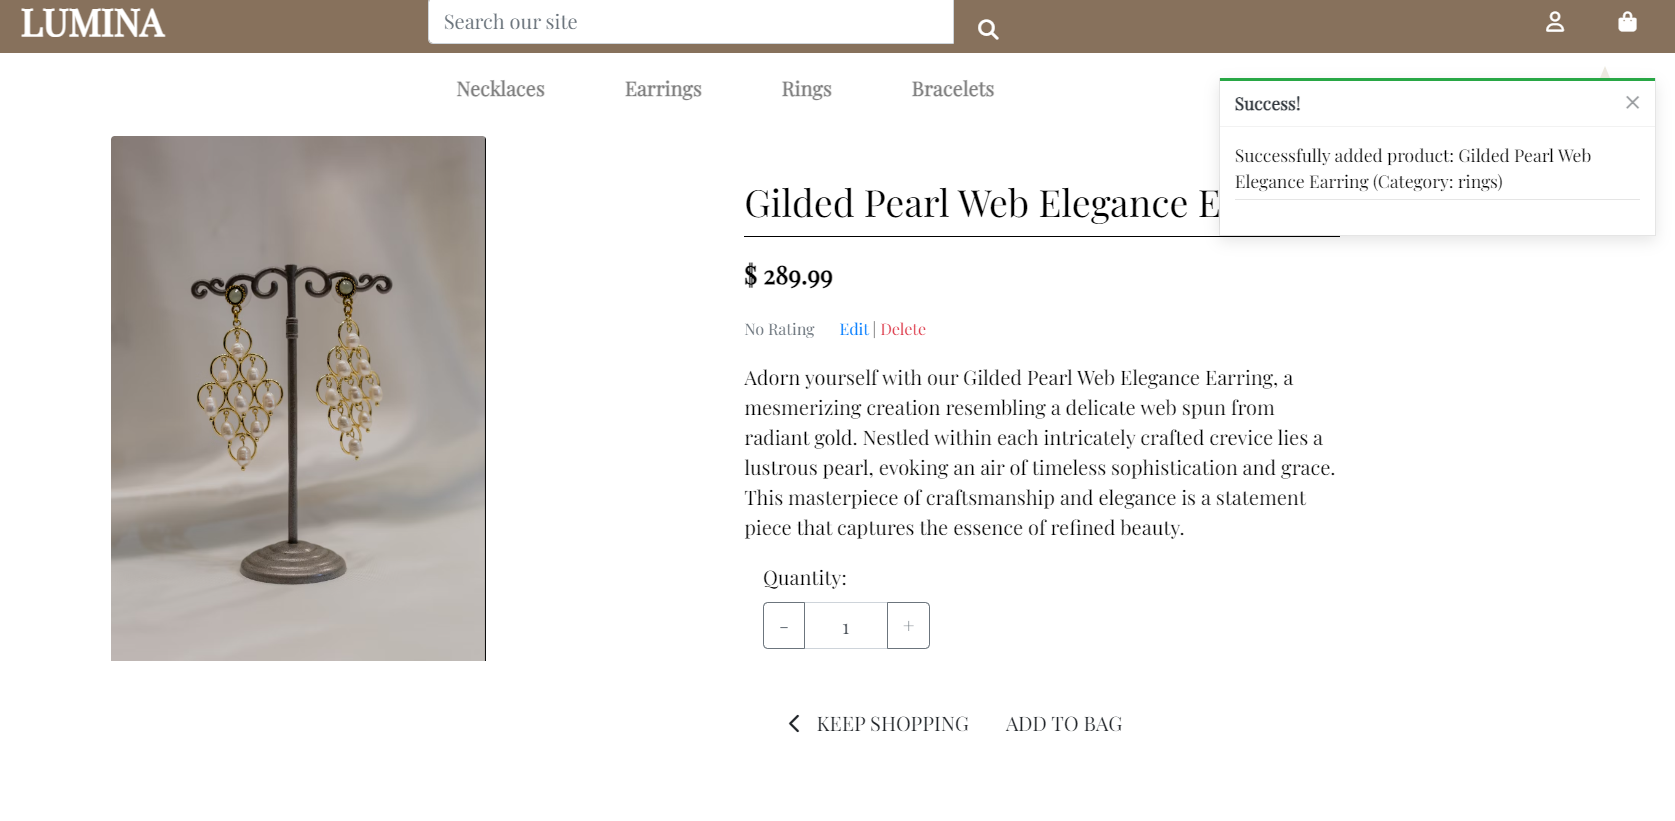 LUMINA
Search our site
Necklaces Earrings Rings Bracelets
Success!
Successfully added product: Gilded Pearl Web
Elegance Earring (Category: rings)
Gilded Pearl Web Elegance E
$ 289.99
No Rating Edit | Delete
Adorn yourself with our Gilded Pearl Web Elegance Earring, a
mesmerizing creation resembling a delicate web spun from
radiant gold. Nestled within each intricately crafted crevice lies a
lustrous pearl, evoking an air of timeless sophistication and grace.
This masterpiece of craftsmanship and elegance is a statement
piece that captures the essence of refined beauty.
Quantity:
- 1 +
KEEP SHOPPING ADD TO BAG